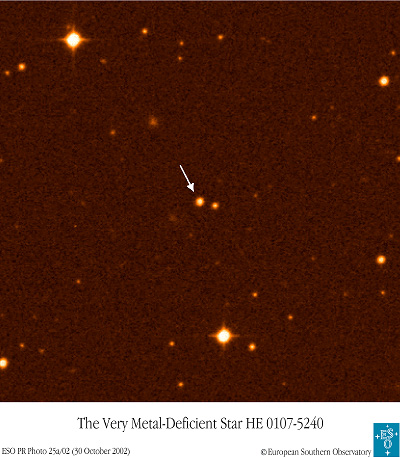 The Very Metal-Deficient Star HE 0107-5240
ESO PR Photo 25a/02 (30 October 2002)
© European Southern Observatory
ES
O